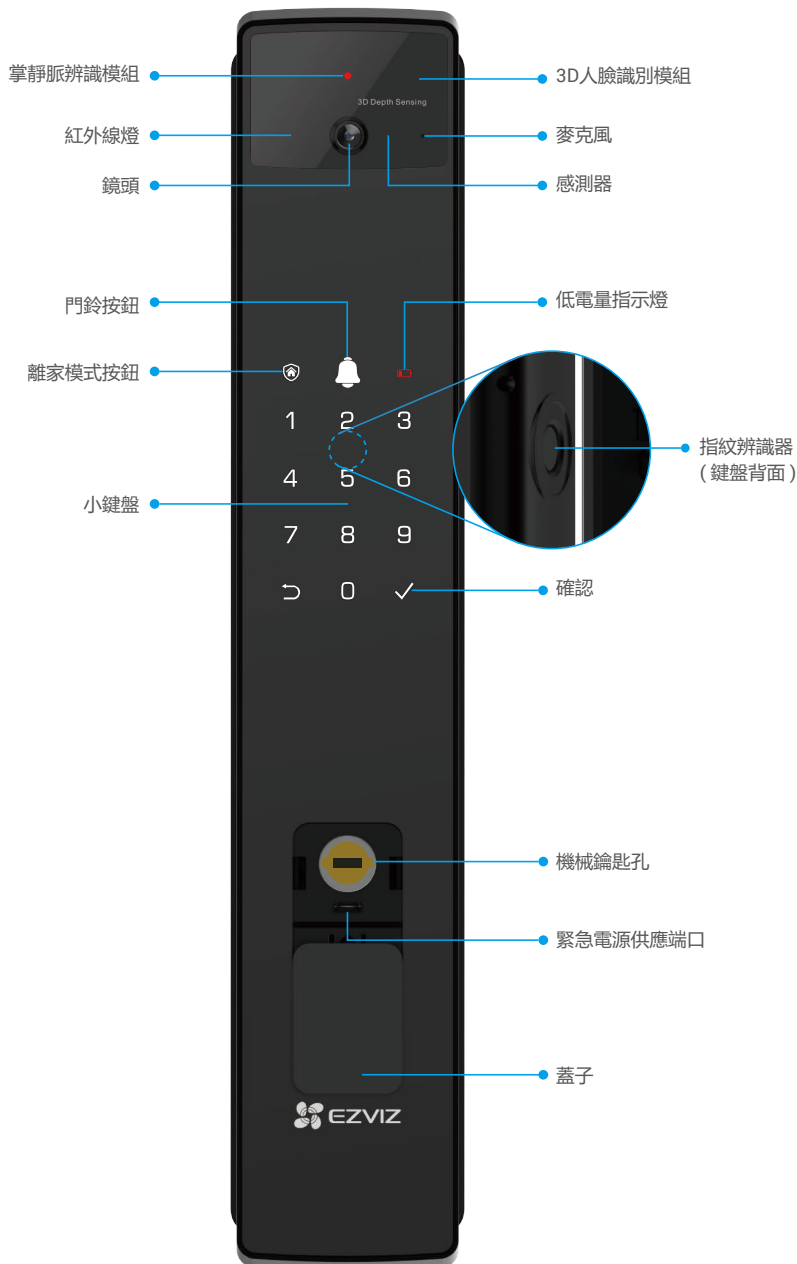 掌靜脈辨識模組
3D人臉識別模組
3D Depth Sensing
紅外線燈
麥克風
鏡頭
感測器
門鈴按鈕
低電量指示燈
離家模式按鈕
1 2 3
指紋辨識器
( 鍵盤背面 )
4 5 6
小鍵盤
7 8 9
0
確認
機械鑰匙孔
緊急電源供應端口
蓋子
EZVIZ